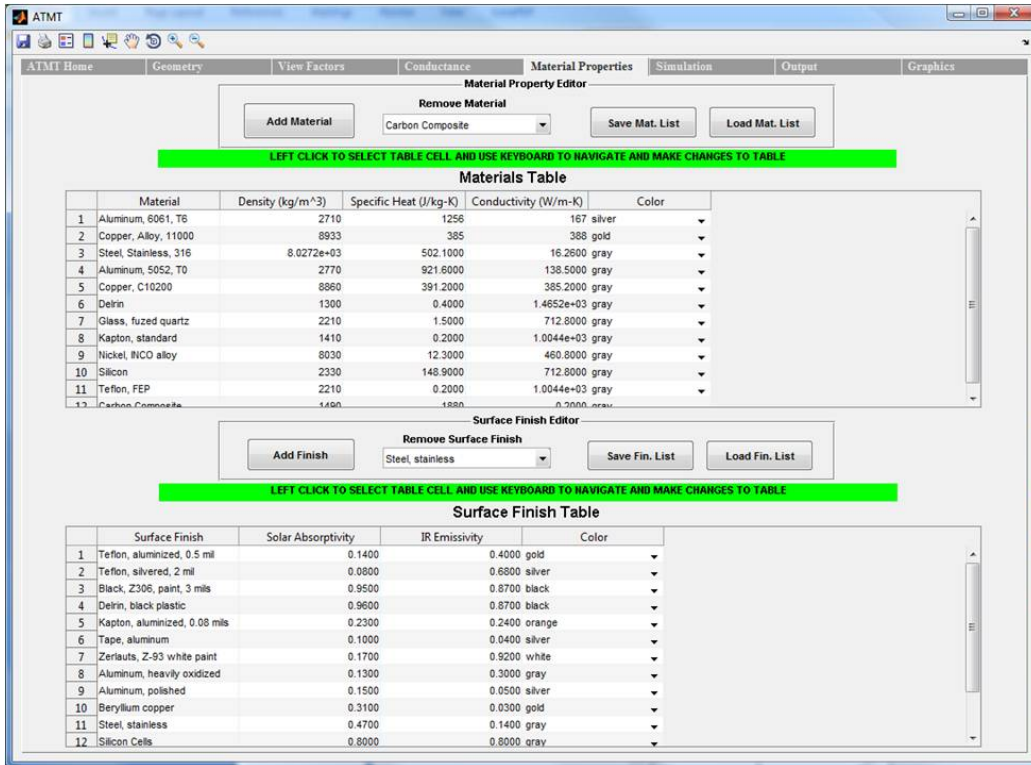 ATMT
ATMT Home Geometry View Factors Conductance Material Properties Simulation Output Graphics
Material Property Editor
Remove Material
Add Material Carbon Composite Save Mat. List Load Mat. List
LEFT CLICK TO SELECT TABLE CELL AND USE KEYBOARD TO NAVIGATE AND MAKE CHANGES TO TABLE
Materials Table
Material Density (kg/m^3) Specific Heat (J/kg-K) Conductivity (W/m-K) Color
1 Aluminum, 6061, T6 2710 1256 167 silver
2 Copper, Alloy, 11000 8933 385 388 gold
3 Steel, Stainless, 316 8.0272e+03 502.1000 16.2600 gray
4 Aluminum, 5052, T0 2770 921.6000 138.5000 gray
5 Copper, C10200 8860 391.2000 385.2000 gray
6 Delrin 1300 0.4000 1.4652e+03 gray
7 Glass, fuzed quartz 2210 1.5000 712.8000 gray
8 Kapton, standard 1410 0.2000 1.0044e+03 gray
9 Nickel, INCO alloy 8030 12.3000 460.8000 gray
10 Silicon 2330 148.9000 712.8000 gray
11 Teflon, FEP 2210 0.2000 1.0044e+03 gray
12 Carbon Composite 1490 1880 0.2000 gray
Surface Finish Editor
Remove Surface Finish
Add Finish Steel, stainless Save Fin. List Load Fin. List
LEFT CLICK TO SELECT TABLE CELL AND USE KEYBOARD TO NAVIGATE AND MAKE CHANGES TO TABLE
Surface Finish Table
Surface Finish Solar Absorptivity IR Emissivity Color
1 Teflon, aluminized, 0.5 mil 0.1400 0.4000 gold
2 Teflon, silvered, 2 mil 0.0800 0.6800 silver
3 Black, Z306, paint, 3 mils 0.9500 0.8700 black
4 Delrin, black plastic 0.9600 0.8700 black
5 Kapton, aluminized, 0.08 mils 0.2300 0.2400 orange
6 Tape, aluminum 0.1000 0.0400 silver
7 Zerlauts, Z-93 white paint 0.1700 0.9200 white
8 Aluminum, heavily oxidized 0.1300 0.3000 gray
9 Aluminum, polished 0.1500 0.0500 silver
10 Beryllium copper 0.3100 0.0300 gold
11 Steel, stainless 0.4700 0.1400 gray
12 Silicon Cells 0.8000 0.8000 gray